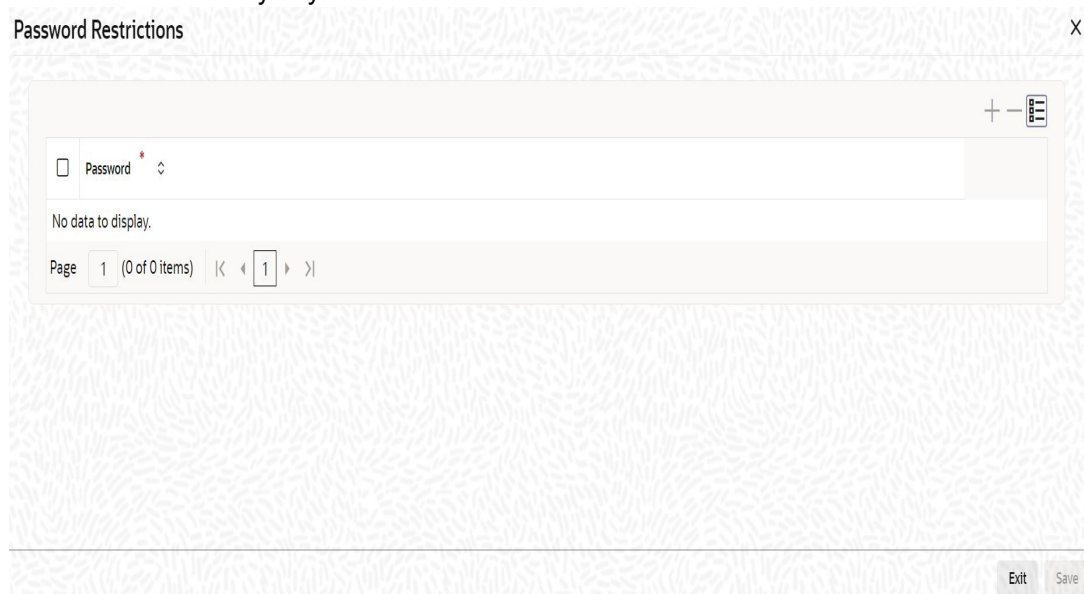 Password Restrictions X
Password *
No data to display.
Page 1 (0 of 0 items) 1
Exit Save